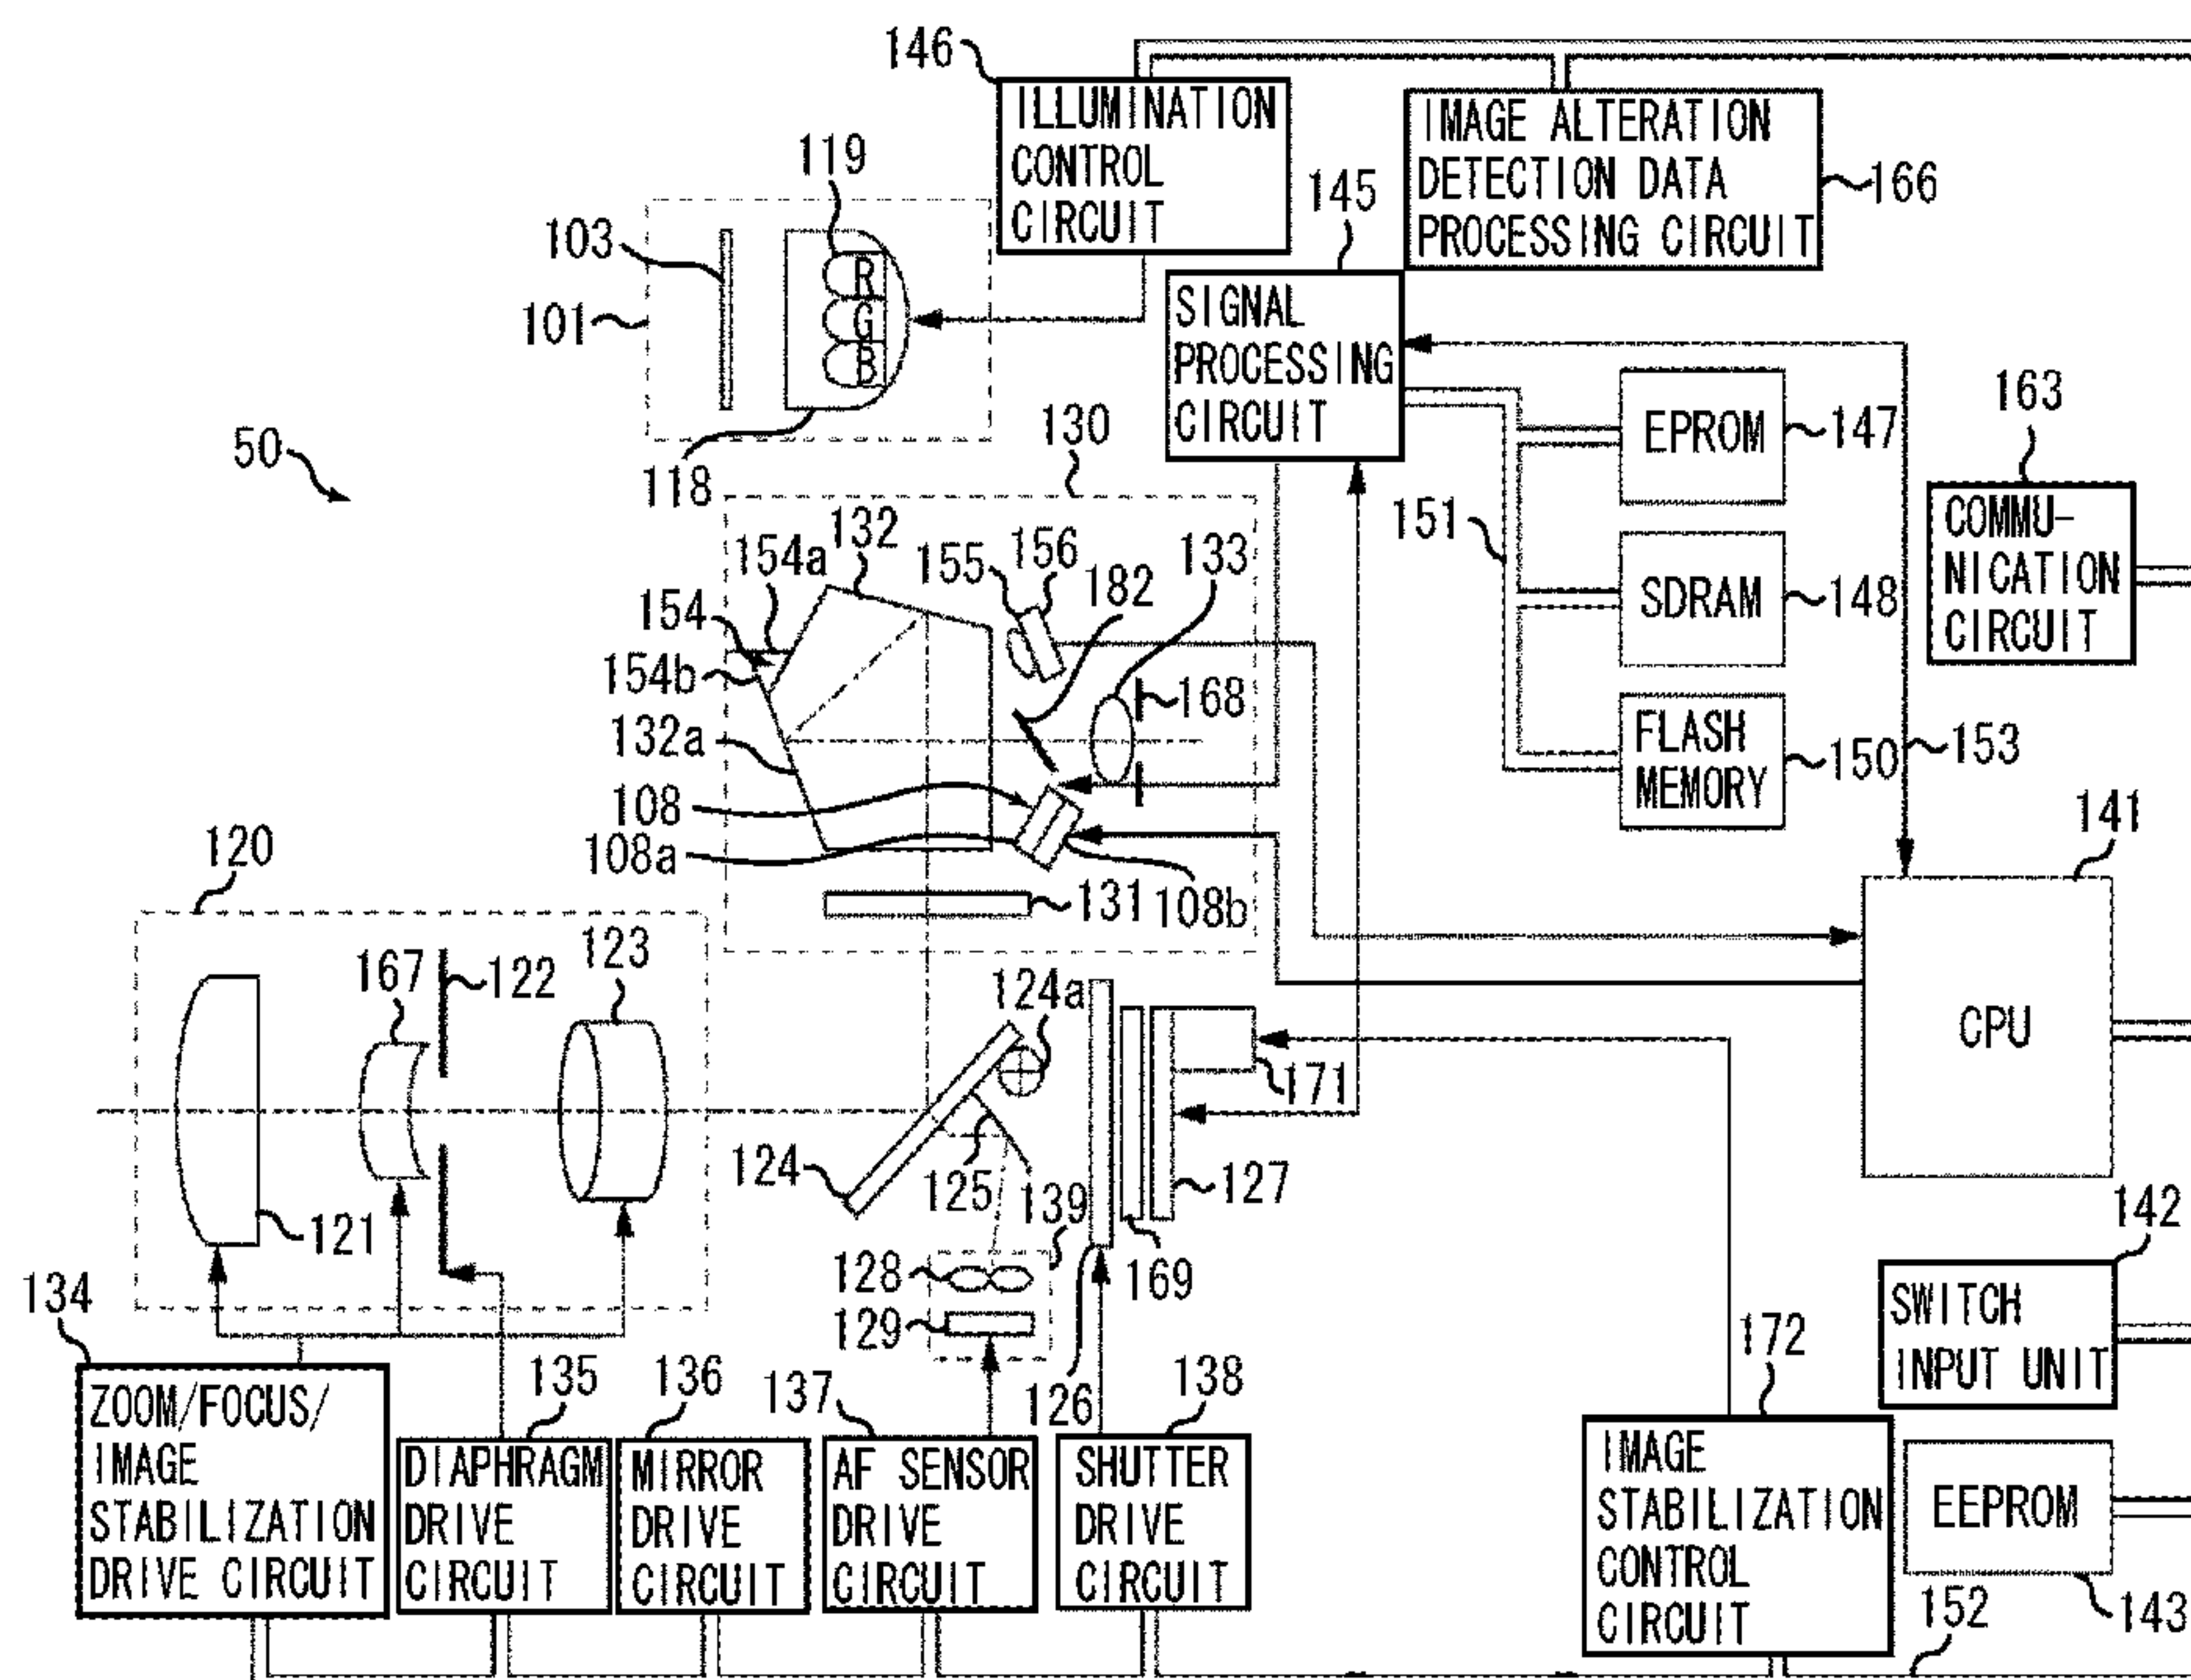 146
ILLUMINATION
CONTROL
CIRCUIT
IMAGE ALTERATION
DETECTION DATA
PROCESSING CIRCUIT
166
119
145
103
R
G
B
101
SIGNAL
PROCESSING
CIRCUIT
50
118
130
EPROM
147
163
COMMU-
NICATION
CIRCUIT
151
132
154a
155
156
182
133
154
154b
SDRAM
148
132a
168
FLASH
MEMORY
150
153
108
108a
108b
131
141
CPU
120
167
122
123
124a
171
121
124
125
139
127
142
SWITCH
INPUT UNIT
128
129
169
126
134
ZOOM/FOCUS/
IMAGE
STABILIZATION
DRIVE CIRCUIT
135
DIAPHRAGM
DRIVE
CIRCUIT
136
MIRROR
DRIVE
CIRCUIT
137
AF SENSOR
DRIVE
CIRCUIT
138
SHUTTER
DRIVE
CIRCUIT
172
IMAGE
STABILIZATION
CONTROL
CIRCUIT
EEPROM
143
152